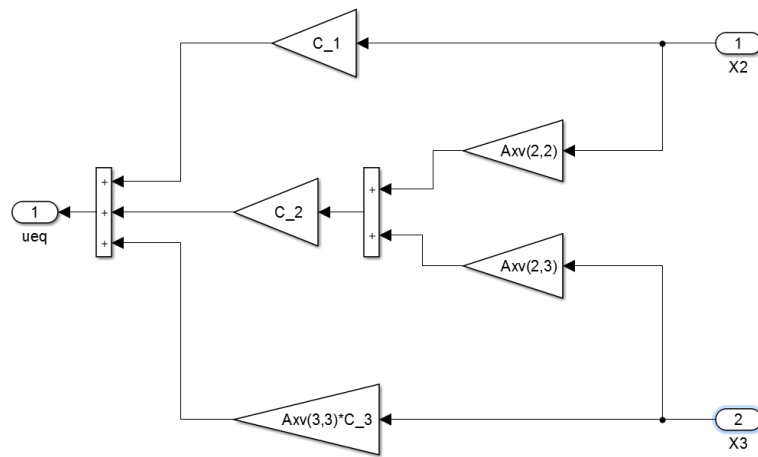 C_1
1
X2
Axv(2,2)
+
+
1
+
C_2
+
ueq
+
Axv(2,3)
Axv(3,3)*C_3
2
X3